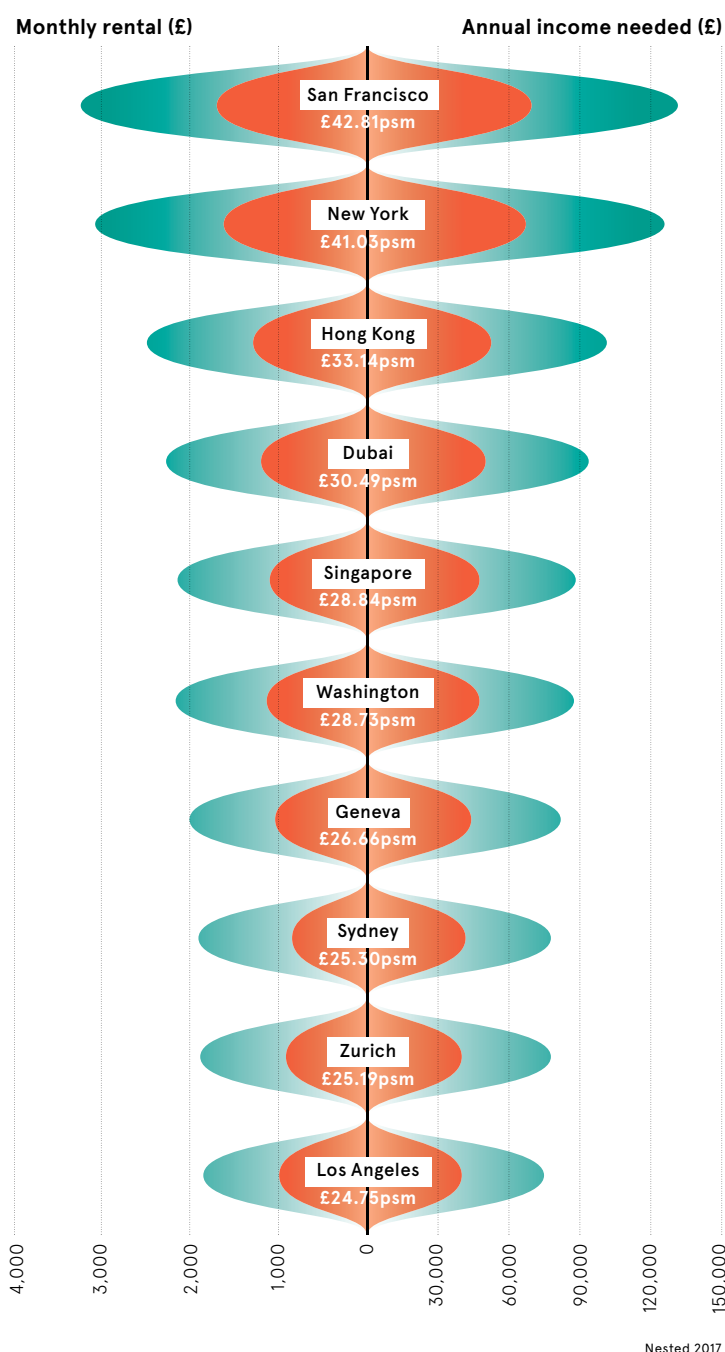 Monthly rental (£)
Annual income needed (£)
San Francisco
£42.81psm
New York
£41.03psm
Hong Kong
£33.14psm
Dubai
£30.49psm
Singapore
£28.84psm
Washington
£28.73psm
Geneva
£26.66psm
Sydney
£25.30psm
Zurich
£25.19psm
Los Angeles
£24.75psm
4,000
3,000
2,000
1,000
0
30,000
60,000
90,000
120,000
150,000
Nested 2017